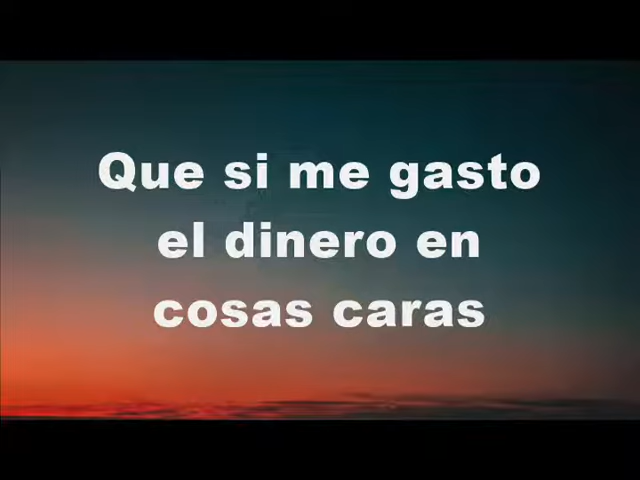 Que si me gasto
el dinero en
cosas caras